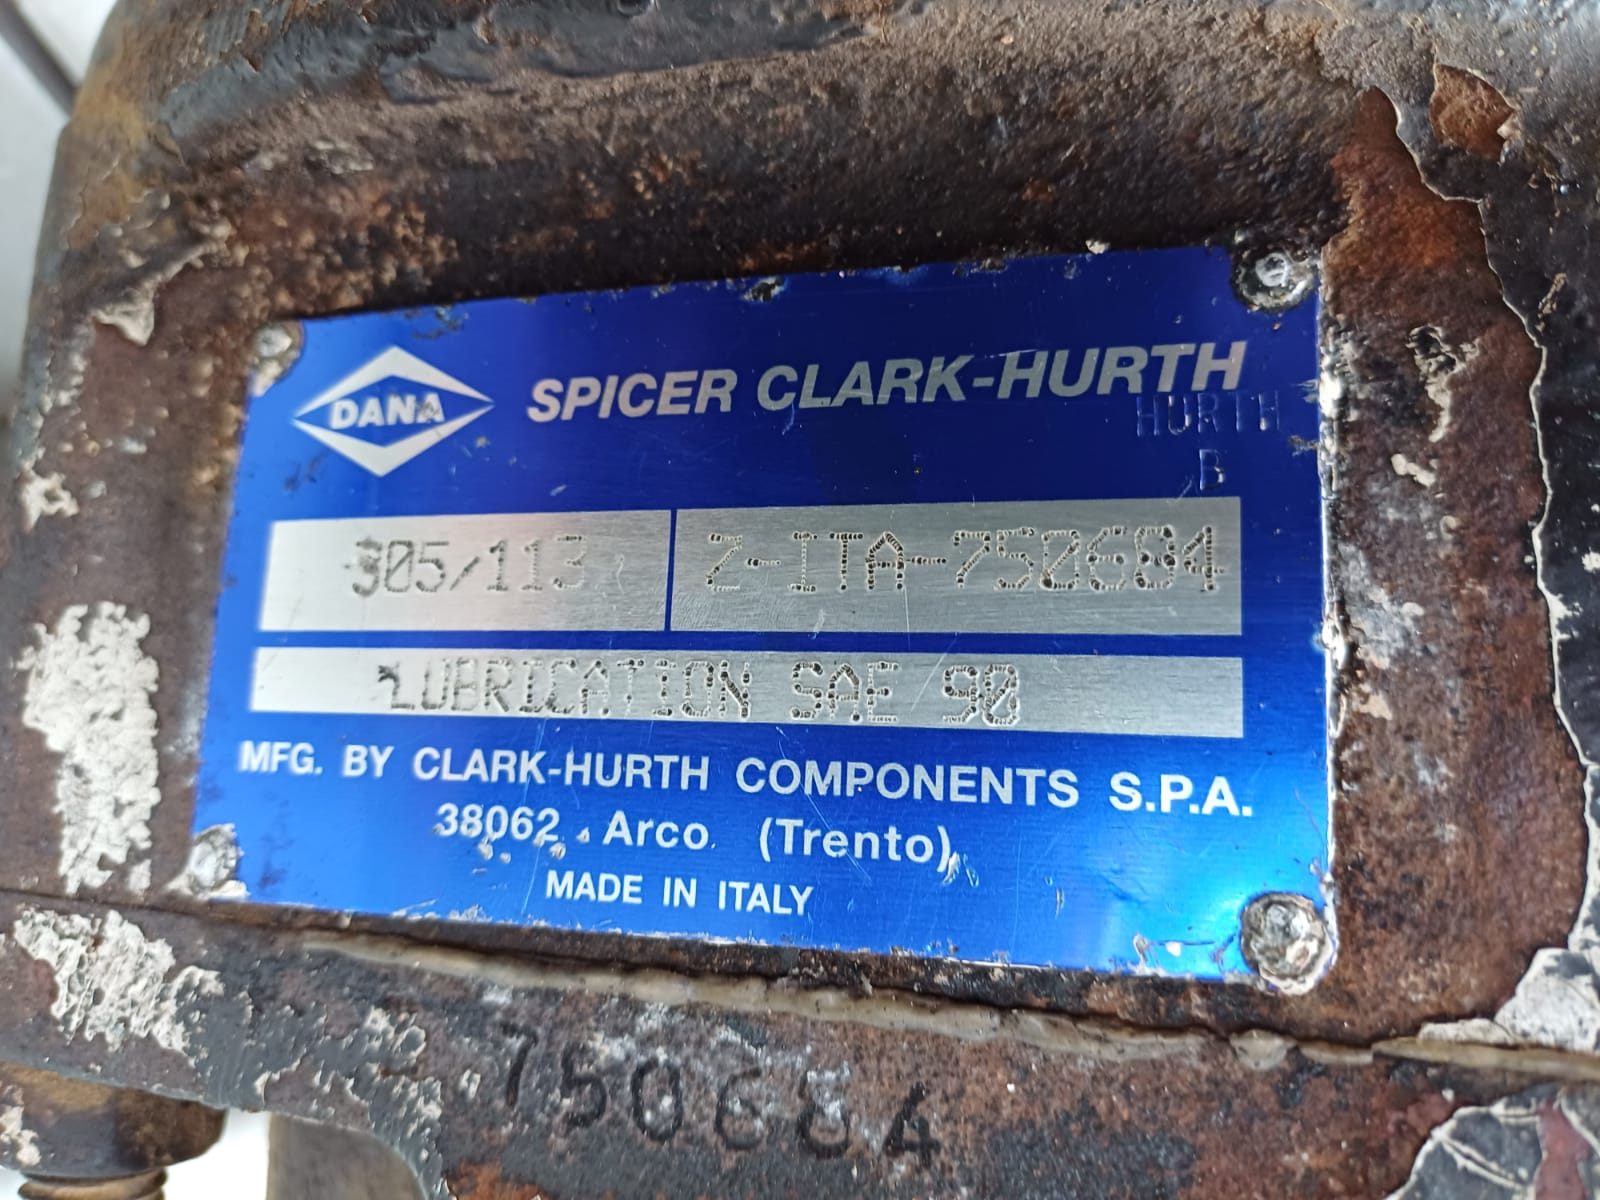 DANA SPICER CLARK-HURTH
HURTH
B
305/113 Z-ITA-750684
LUBRICATION SAE 90
MFG. BY CLARK-HURTH COMPONENTS S.P.A.
38062 Arco (Trento)
MADE IN ITALY
750684